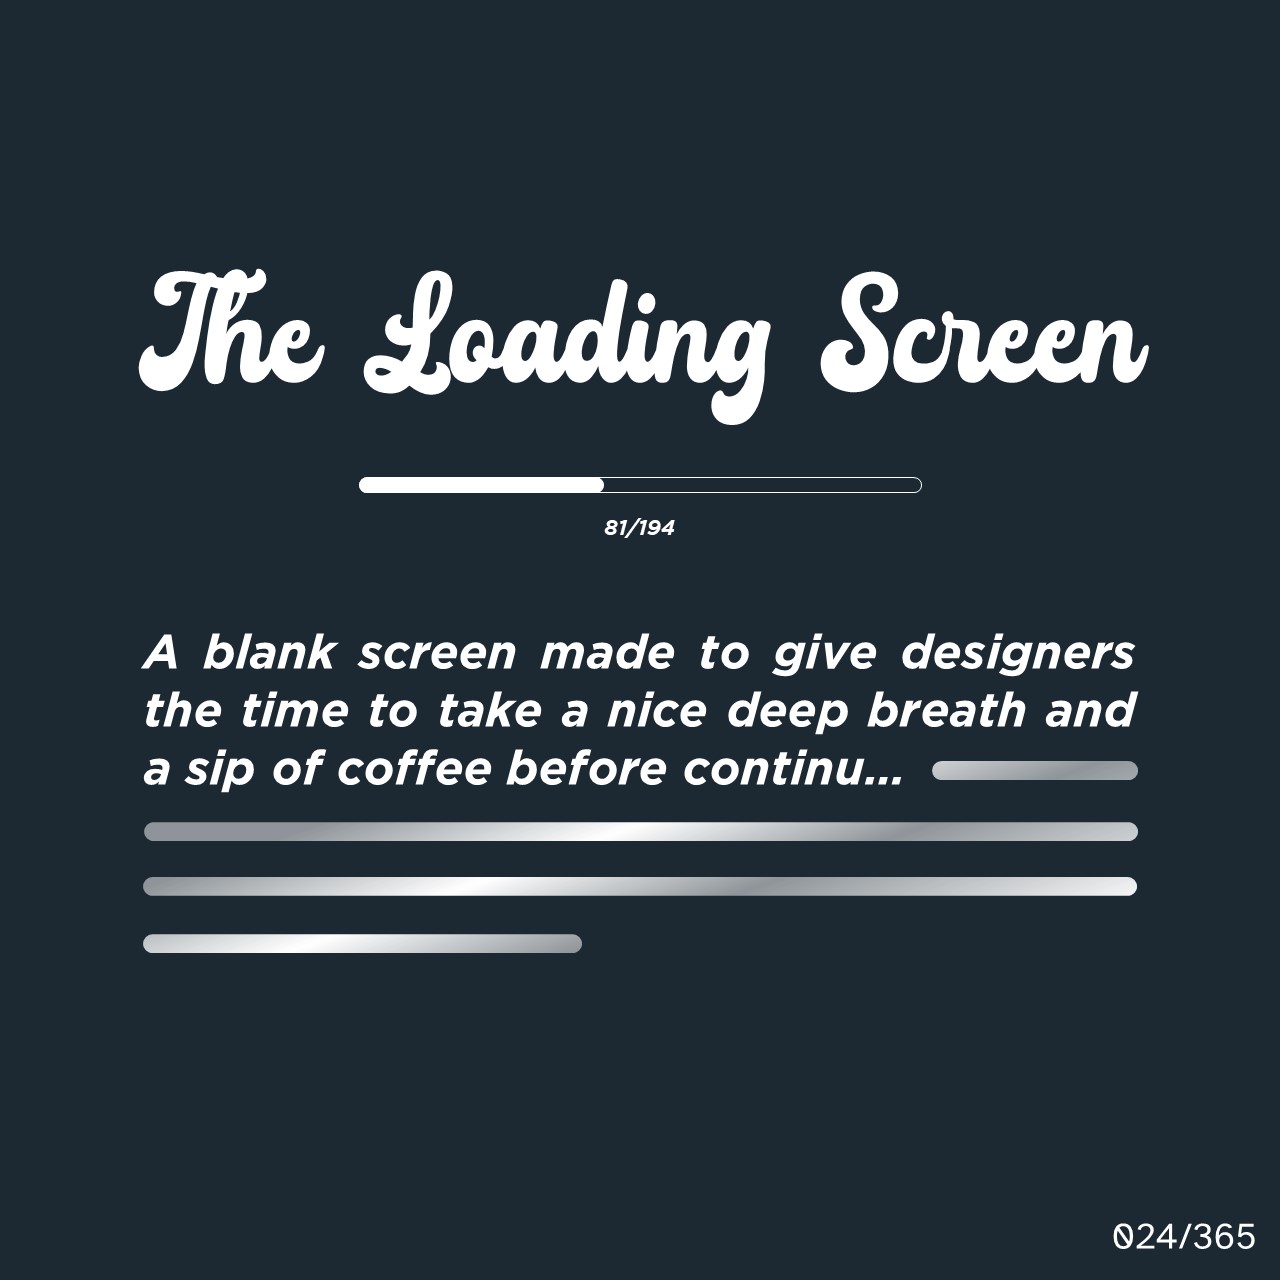 The Loading Screen
81/194
A blank screen made to give designers
the time to take a nice deep breath and
a sip of coffee before continu...
024/365